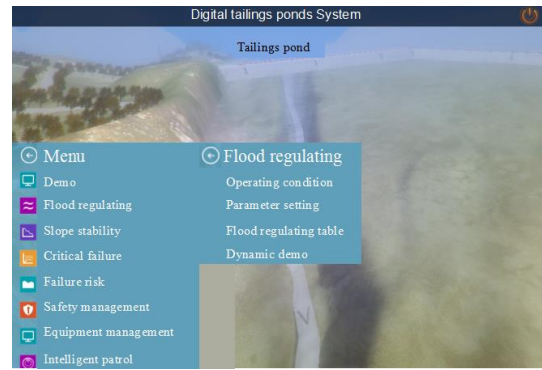 Digital tailings ponds System
Tailings pond
Menu
Demo
Flood regulating
Slope stability
Critical failure
Failure risk
Safety management
Equipment management
Intelligent patrol
Flood regulating
Operating condition
Parameter setting
Flood regulating table
Dynamic demo